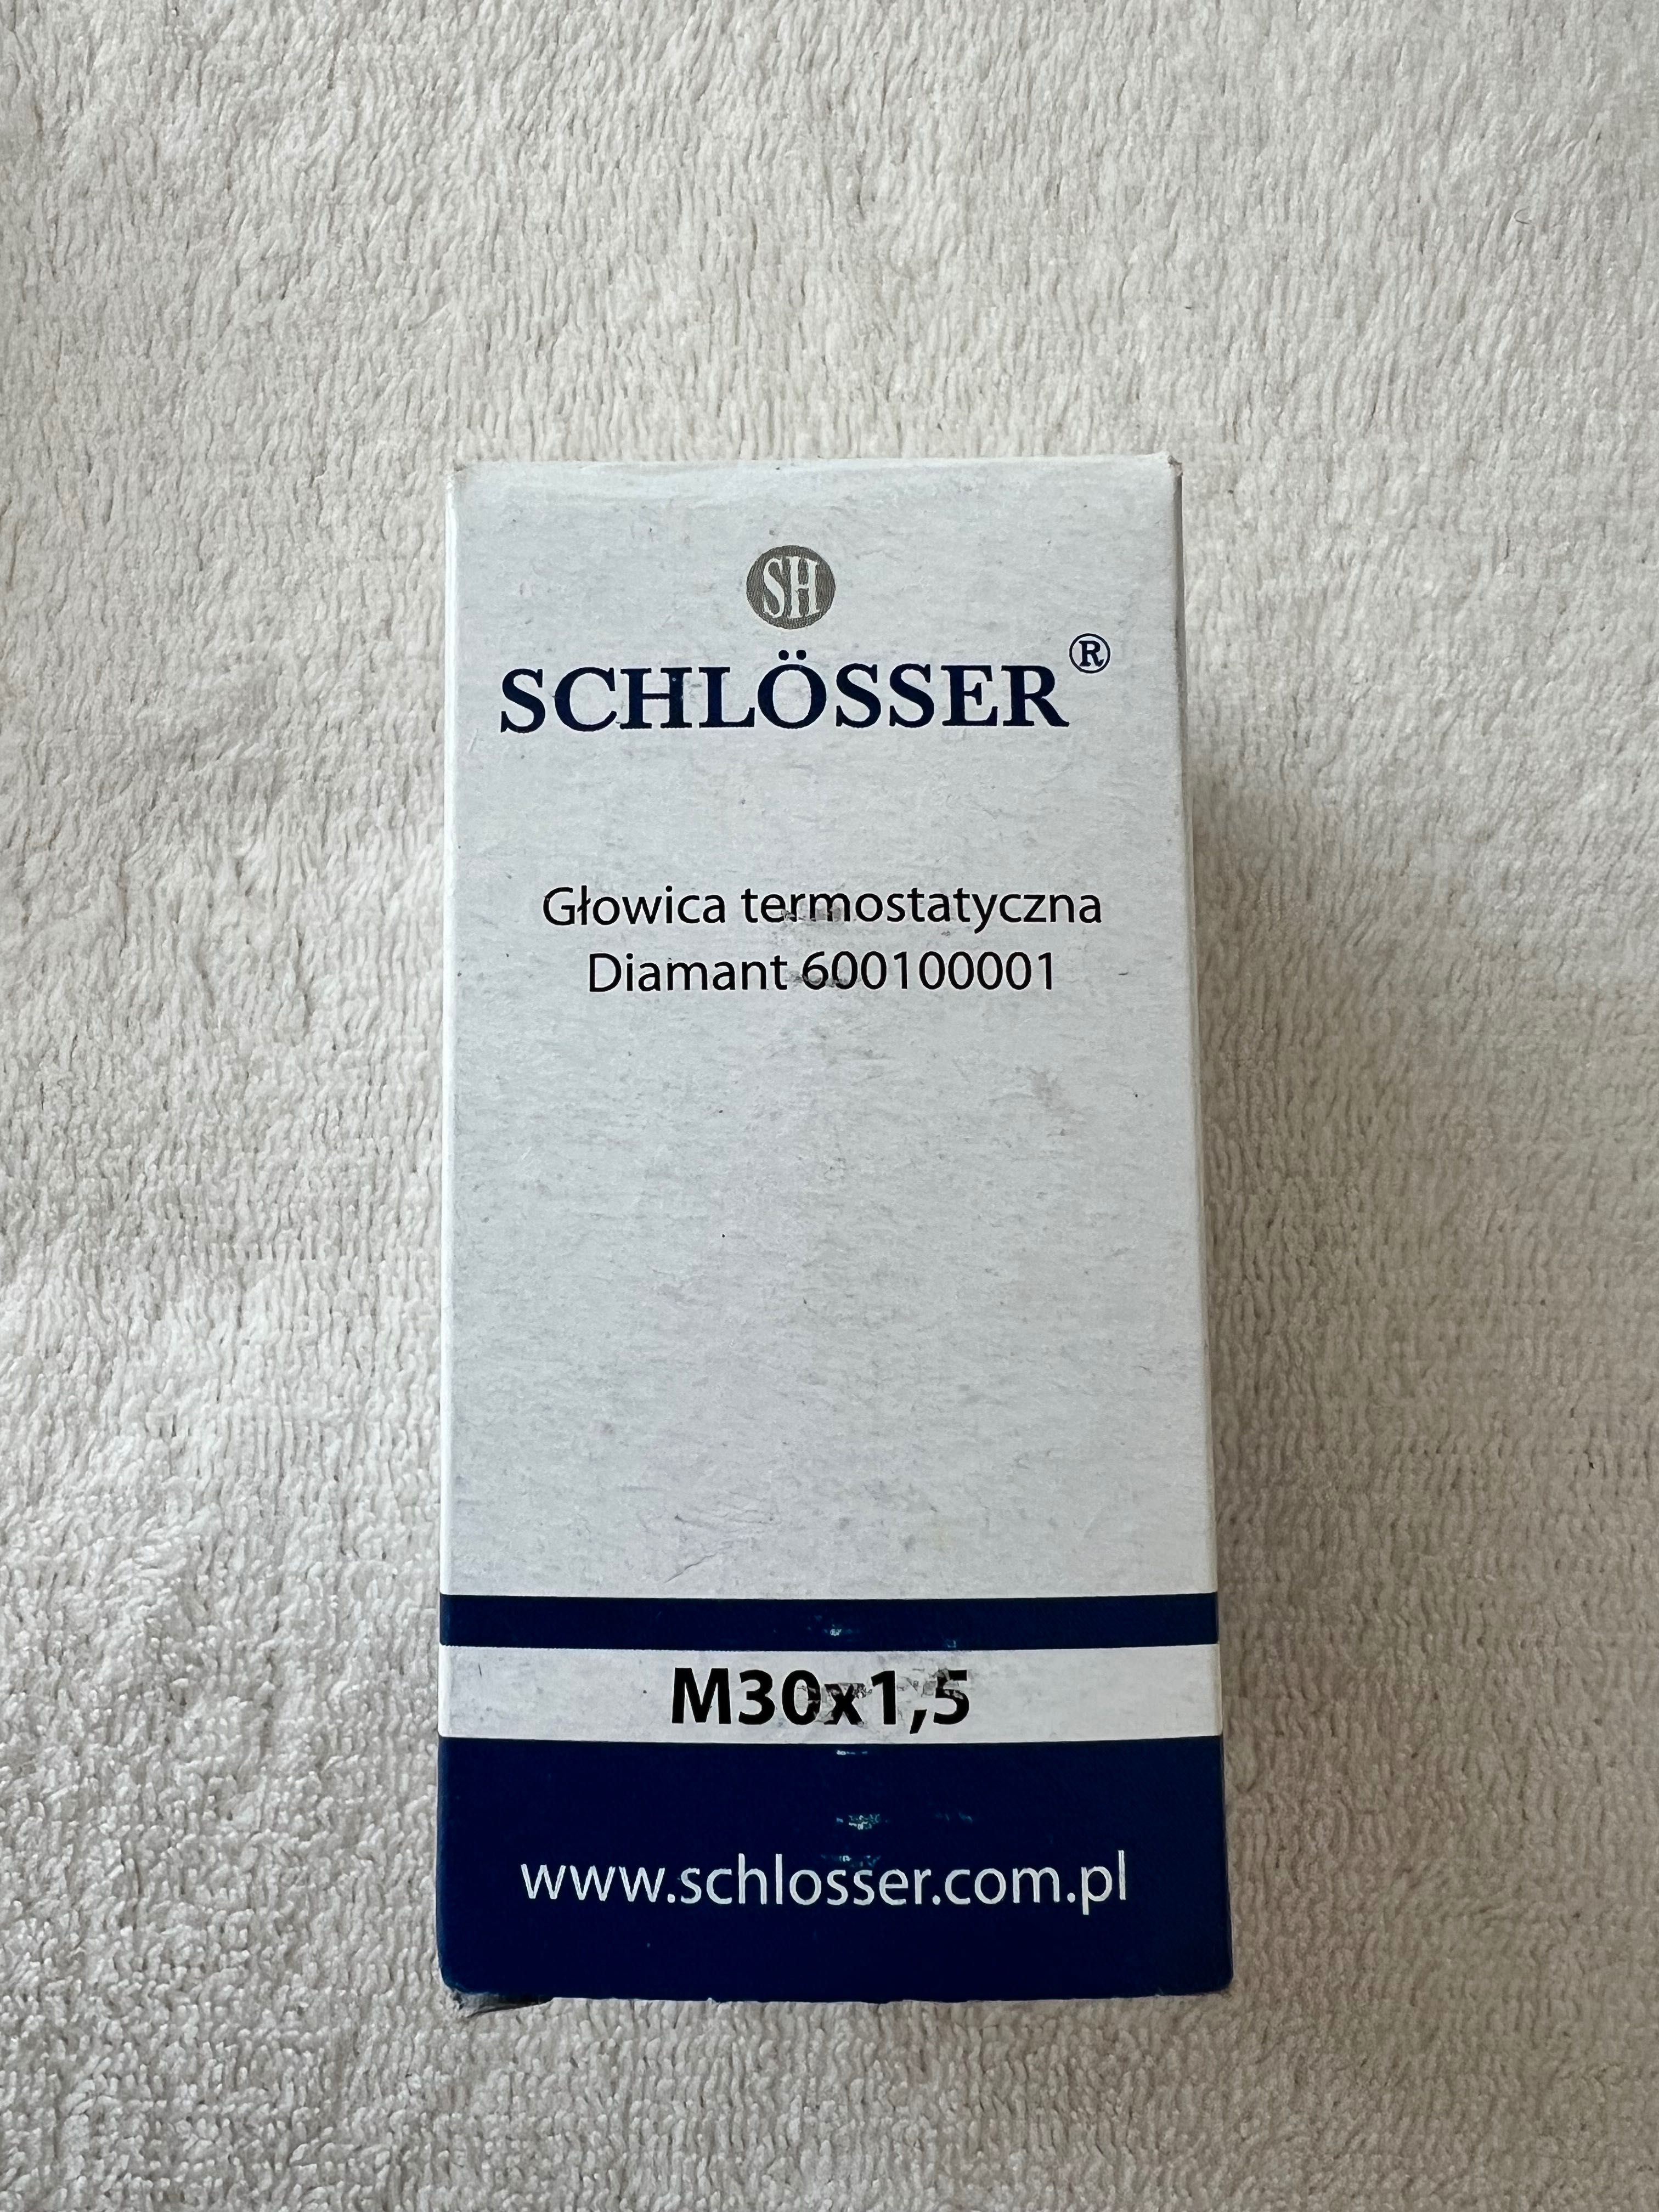 SH
SCHLÖSSER®
Głowica termostatyczna
Diamant 600100001
M30x1,5
www.schlosser.com.pl